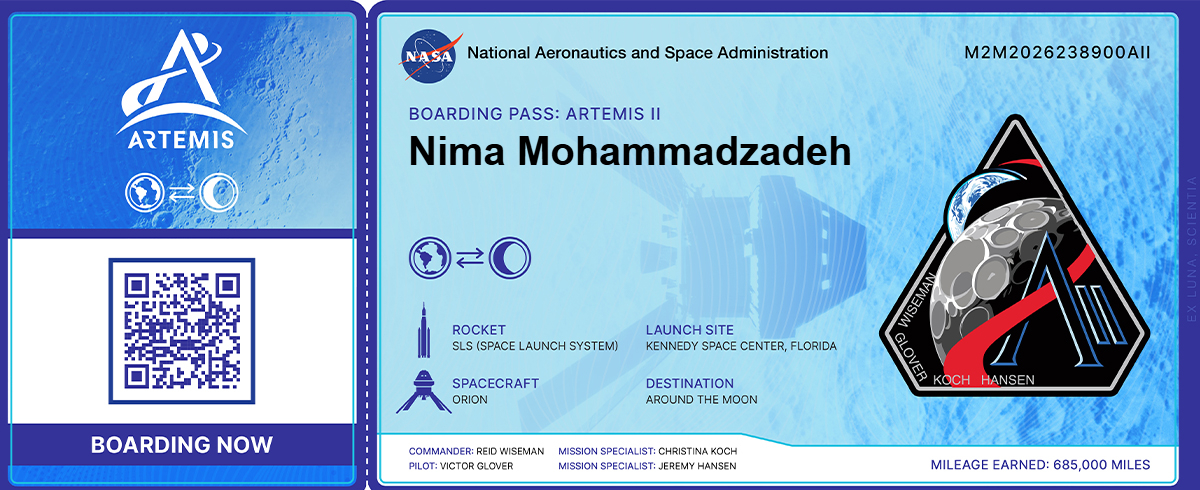 ARTEMIS
BOARDING NOW
NASA
National Aeronautics and Space Administration
M2M2026238900AII
BOARDING PASS: ARTEMIS II
Nima Mohammadzadeh
ROCKET
SLS (SPACE LAUNCH SYSTEM)
LAUNCH SITE
KENNEDY SPACE CENTER, FLORIDA
SPACECRAFT
ORION
DESTINATION
AROUND THE MOON
WISEMAN
GLOVER
KOCH HANSEN
AII
COMMANDER: REID WISEMAN
MISSION SPECIALIST: CHRISTINA KOCH
PILOT: VICTOR GLOVER
MISSION SPECIALIST: JEREMY HANSEN
MILEAGE EARNED: 685,000 MILES
EX LUNA, SCIENTIA